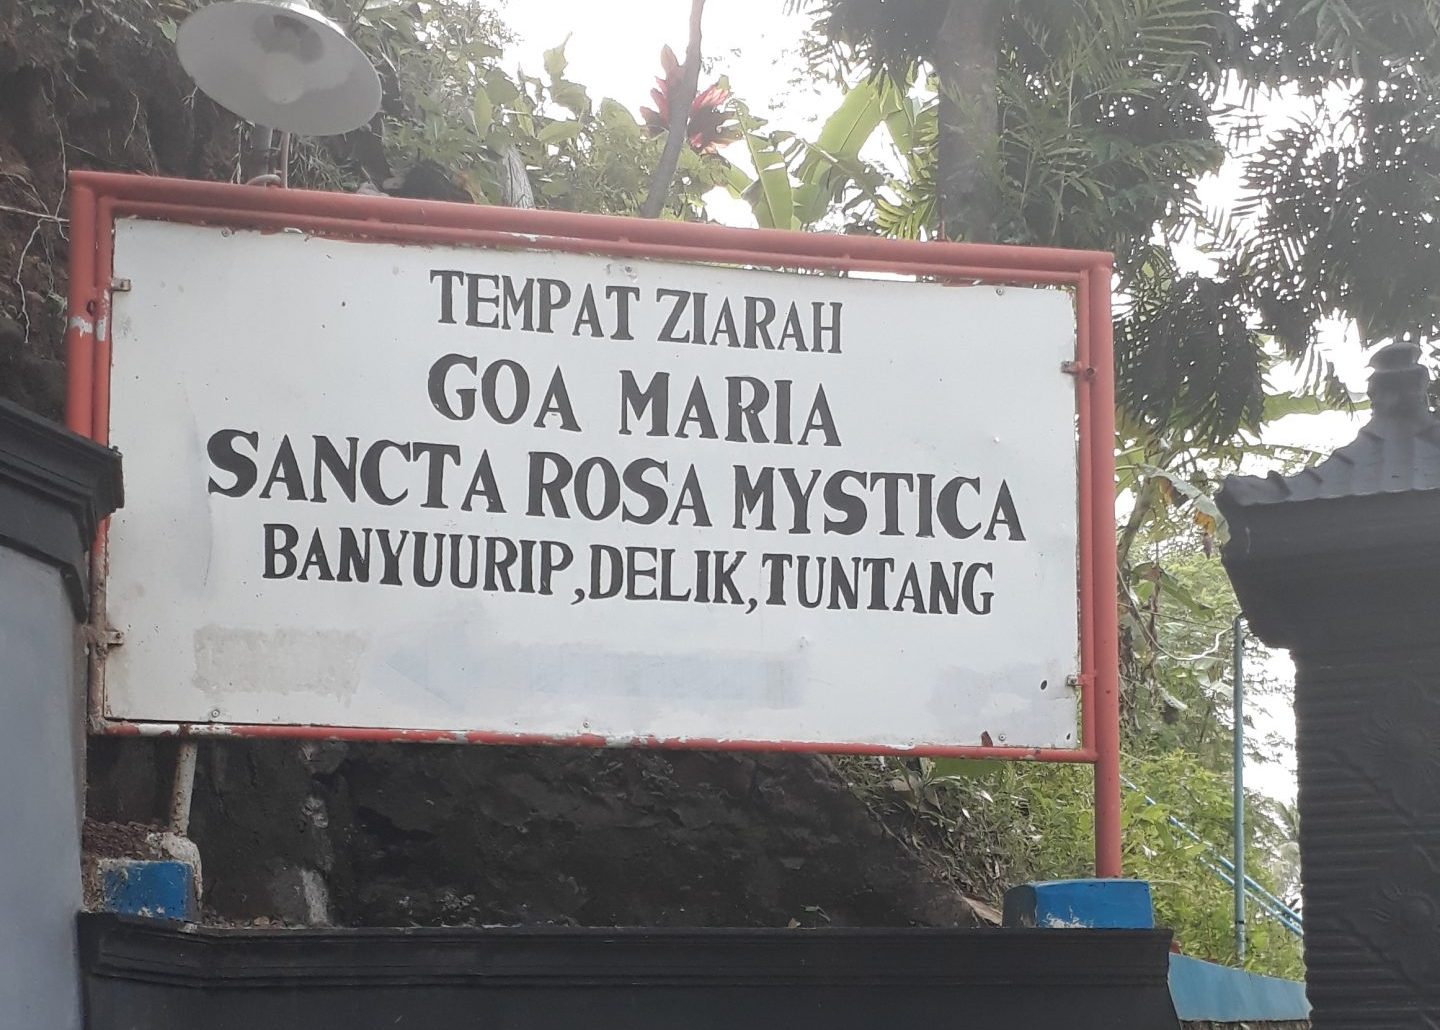 TEMPAT ZIARAH
GOA MARIA
SANCTA ROSA MYSTICA
BANYUURIP, DELIK, TUNTANG